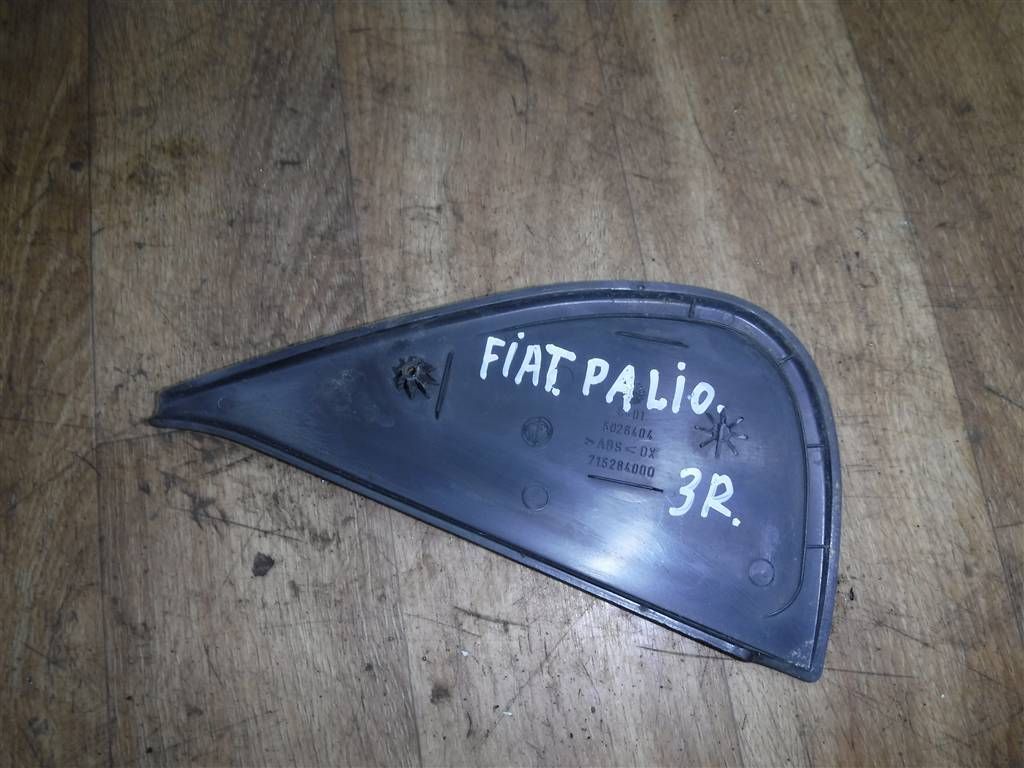 FiAT. PALiO.
5028404
>ABS<DX
715284000
3R.